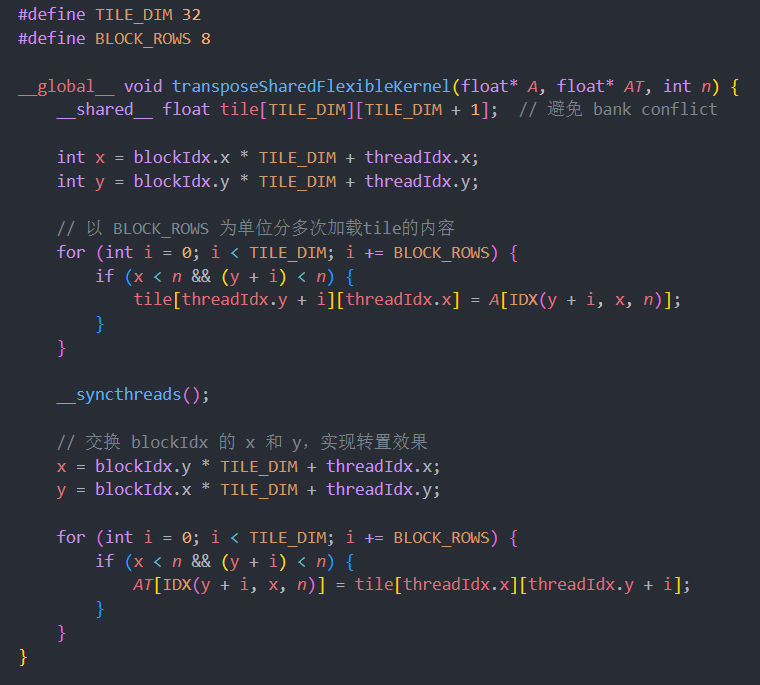 #define TILE_DIM 32
#define BLOCK_ROWS 8

__global__ void transposeSharedFlexibleKernel(float* A, float* AT, int n) {
    __shared__ float tile[TILE_DIM][TILE_DIM + 1];  // 避免 bank conflict

    int x = blockIdx.x * TILE_DIM + threadIdx.x;
    int y = blockIdx.y * TILE_DIM + threadIdx.y;

    // 以 BLOCK_ROWS 为单位分多次加载tile的内容
    for (int i = 0; i < TILE_DIM; i += BLOCK_ROWS) {
        if (x < n && (y + i) < n) {
            tile[threadIdx.y + i][threadIdx.x] = A[IDX(y + i, x, n)];
        }
    }

    __syncthreads();

    // 交换 blockIdx 的 x 和 y，实现转置效果
    x = blockIdx.y * TILE_DIM + threadIdx.x;
    y = blockIdx.x * TILE_DIM + threadIdx.y;

    for (int i = 0; i < TILE_DIM; i += BLOCK_ROWS) {
        if (x < n && (y + i) < n) {
            AT[IDX(y + i, x, n)] = tile[threadIdx.x][threadIdx.y + i];
        }
    }
}